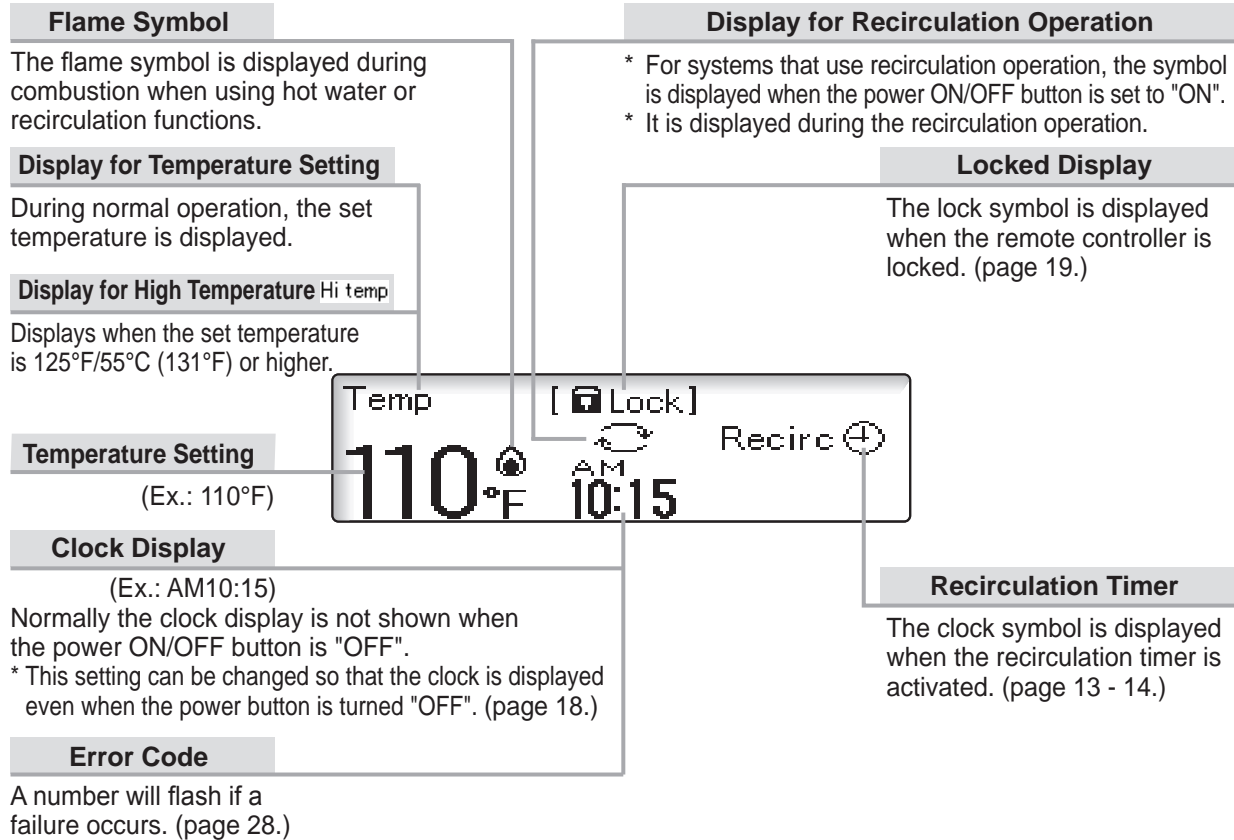 Flame Symbol
The flame symbol is displayed during
combustion when using hot water or
recirculation functions.
Display for Temperature Setting
During normal operation, the set
temperature is displayed.
Display for High Temperature Hi temp
Displays when the set temperature
is 125°F/55°C (131°F) or higher.
Temperature Setting
(Ex.: 110°F)
Clock Display
(Ex.: AM10:15)
Normally the clock display is not shown when
the power ON/OFF button is "OFF".
* This setting can be changed so that the clock is displayed
even when the power button is turned "OFF". (page 18.)
Error Code
A number will flash if a
failure occurs. (page 28.)
Display for Recirculation Operation
* For systems that use recirculation operation, the symbol
is displayed when the power ON/OFF button is set to "ON".
* It is displayed during the recirculation operation.
Locked Display
The lock symbol is displayed
when the remote controller is
locked. (page 19.)
Temp [ Lock]
Recirc
110°F
AM
10:15
Recirculation Timer
The clock symbol is displayed
when the recirculation timer is
activated. (page 13 - 14.)